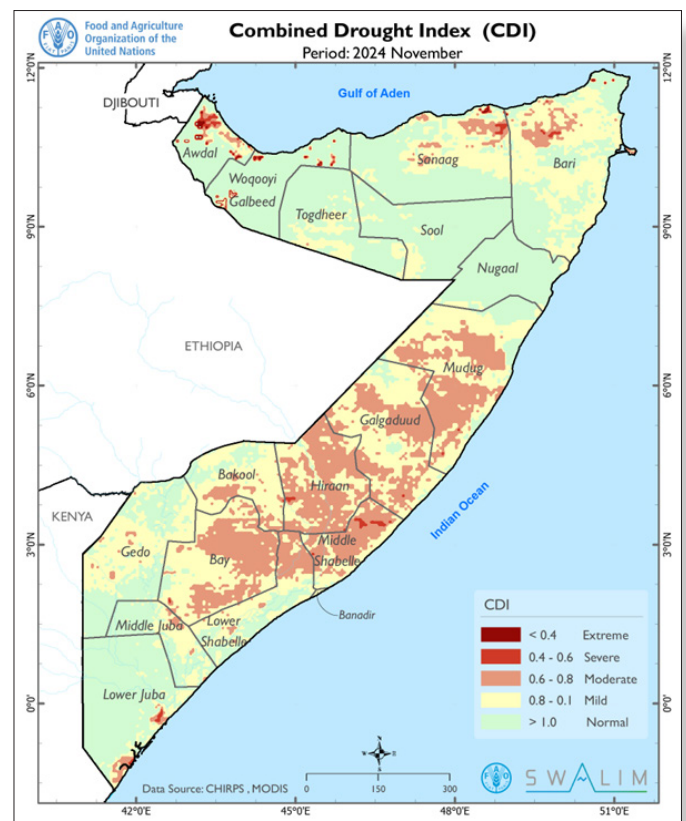 Food and Agriculture
Organization of the
United Nations
Combined Drought Index (CDI)
Period: 2024 November
12°0'N
12°0'N
DJIBOUTI
Gulf of Aden
Awdal
Sanaag
Bari
Woqooyi
Galbeed
Togdheer
Sool
9°0'N
9°0'N
Nugaal
ETHIOPIA
Mudug
6°0'N
6°0'N
Galgaduud
Bakool
Hiraan
KENYA
Indian Ocean
Gedo
Bay
Middle
Shabelle
3°0'N
3°0'N
Banadir
Middle Juba
Lower
Shabelle
Lower Juba
0°0'
0°0'
CDI
< 0.4 Extreme
0.4 - 0.6 Severe
0.6 - 0.8 Moderate
0.8 - 0.1 Mild
> 1.0 Normal
Data Source: CHIRPS , MODIS
0 150 300
SWALIM
42°0'E 45°0'E 48°0'E 51°0'E